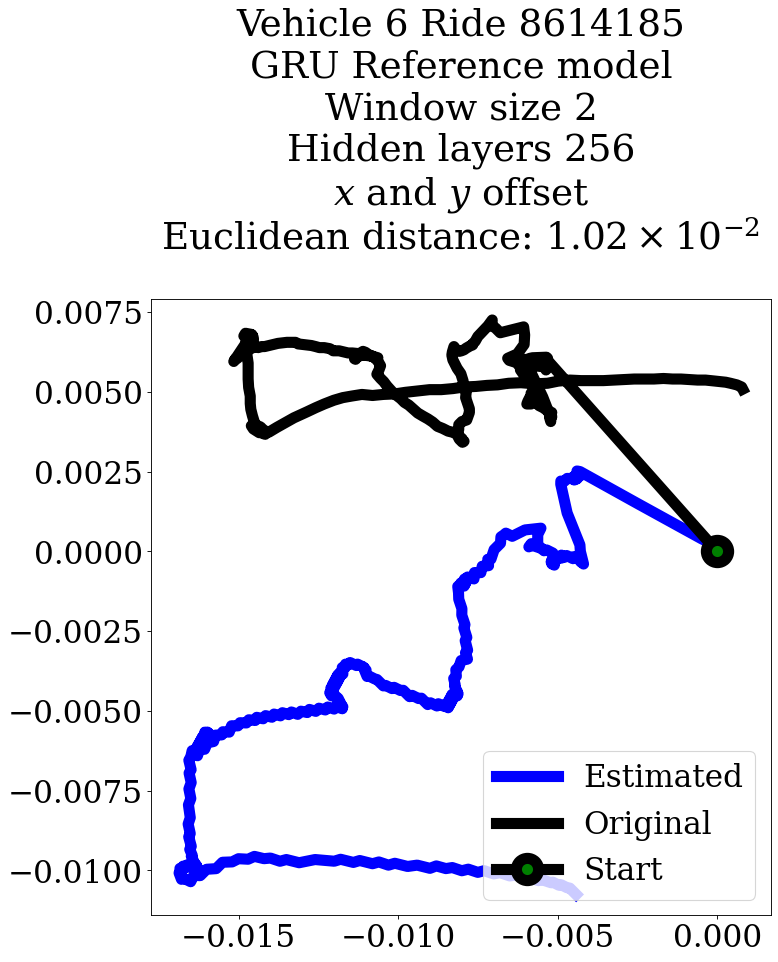 Vehicle 6 Ride 8614185
GRU Reference model
Window size 2
Hidden layers 256
x and y offset
Euclidean distance: 1.02 × 10⁻²
0.0075
0.0050
0.0025
0.0000
−0.0025
−0.0050
−0.0075
−0.0100
Estimated
Original
Start
−0.015 −0.010 −0.005 0.000